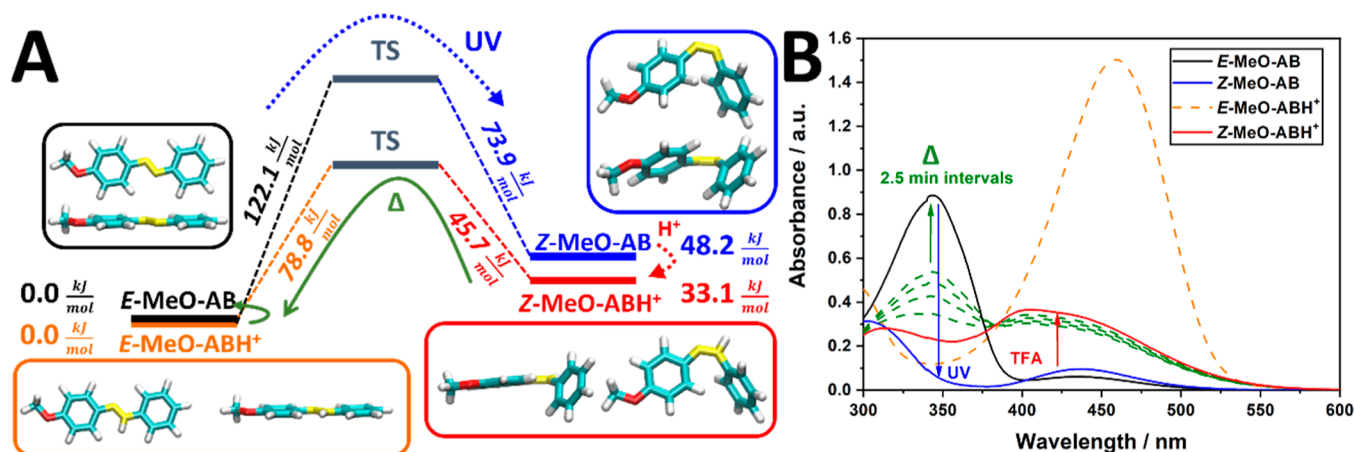 A
TS
UV
122.1 kJ/mol
73.9 kJ/mol
TS
Δ
78.8 kJ/mol
45.7 kJ/mol
H+
Z-MeO-AB
48.2 kJ/mol
Z-MeO-ABH+
33.1 kJ/mol
0.0 kJ/mol
E-MeO-AB
0.0 kJ/mol
E-MeO-ABH+
B
Absorbance / a.u.
1.6
1.4
1.2
1.0
0.8
0.6
0.4
0.2
0.0
E-MeO-AB
Z-MeO-AB
E-MeO-ABH+
Z-MeO-ABH+
Δ
2.5 min intervals
TFA
UV
300
350
400
450
500
550
600
Wavelength / nm